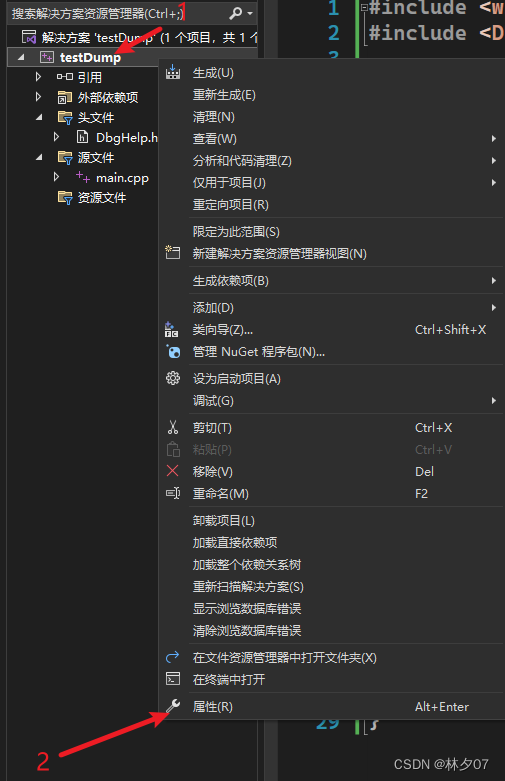 搜索解决方案资源管理器(Ctrl+;)
1
解决方案 'testDump' (1 个项目，共 1 个
testDump
引用
外部依赖项
头文件
DbgHelp.h
源文件
main.cpp
资源文件
1 #include <w
2 #include <D
3
生成(U)
重新生成(E)
清理(N)
查看(W)
分析和代码清理(Z)
仅用于项目(J)
重定向项目(R)
限定为此范围(S)
新建解决方案资源管理器视图(N)
生成依赖项(B)
添加(D)
类向导(Z)... Ctrl+Shift+X
管理 NuGet 程序包(N)...
设为启动项目(A)
调试(G)
剪切(T) Ctrl+X
粘贴(P) Ctrl+V
移除(V) Del
重命名(M) F2
卸载项目(L)
加载直接依赖项
加载整个依赖关系树
重新扫描解决方案(S)
显示浏览数据库错误
清除浏览数据库错误
在文件资源管理器中打开文件夹(X)
在终端中打开
属性(R) Alt+Enter
29 }
2
CSDN @林夕07